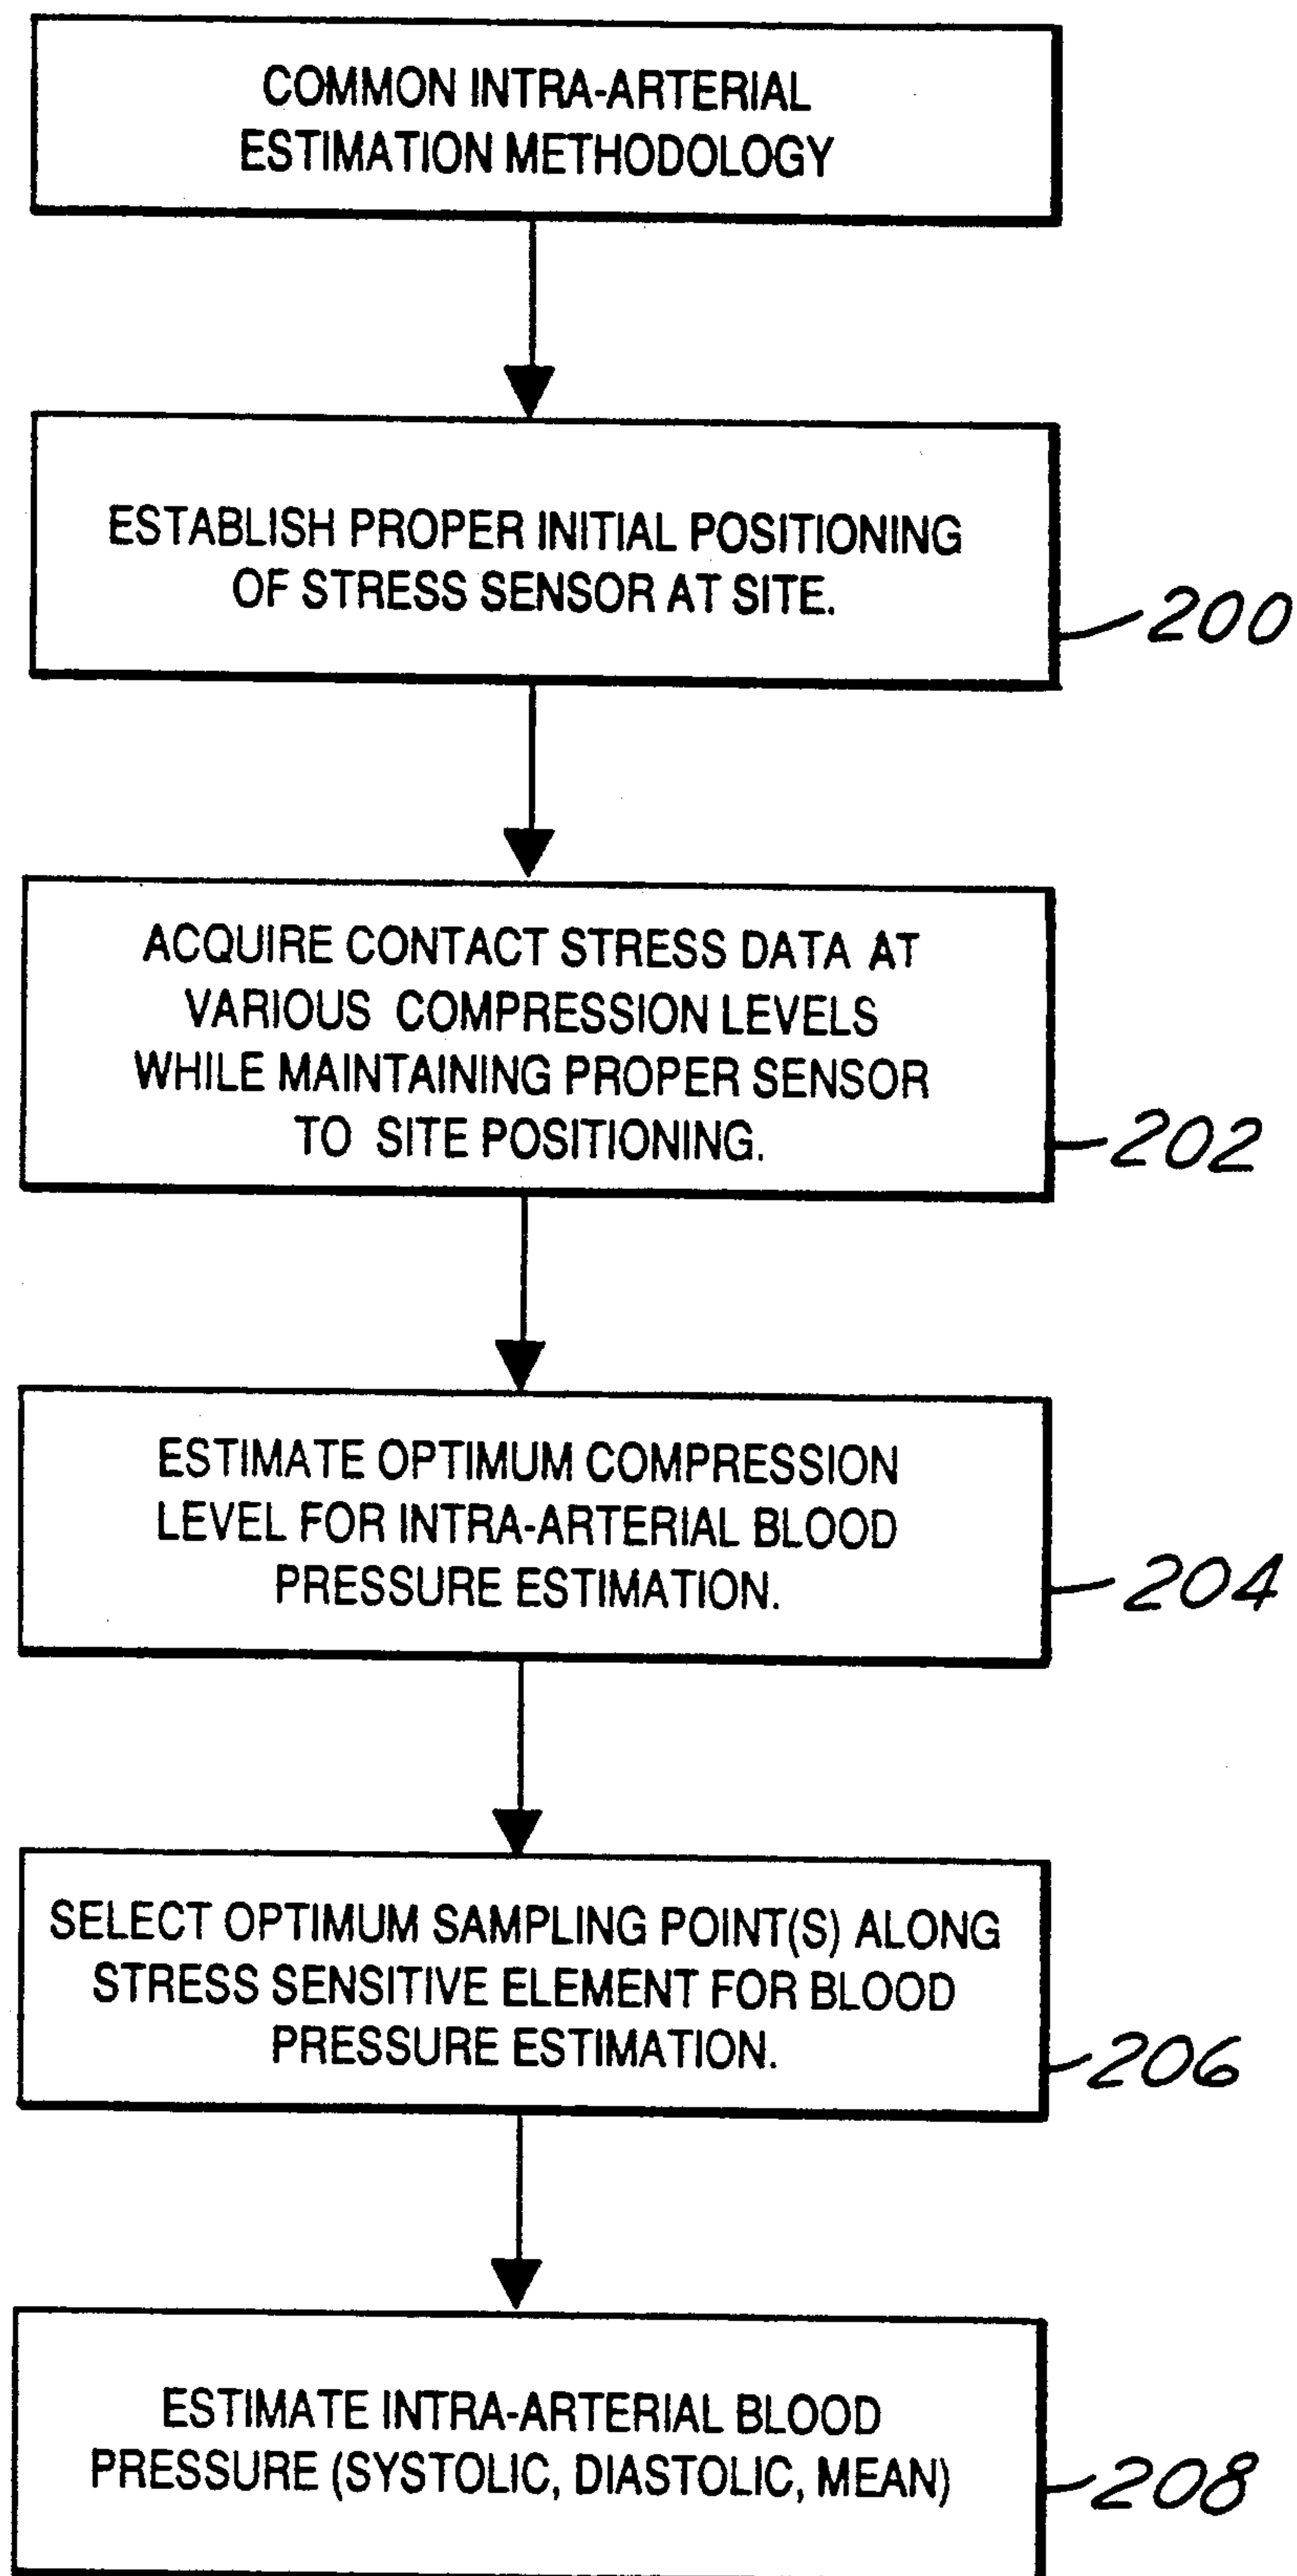 COMMON INTRA-ARTERIAL
ESTIMATION METHODOLOGY
ESTABLISH PROPER INITIAL POSITIONING
OF STRESS SENSOR AT SITE.
200
ACQUIRE CONTACT STRESS DATA AT
VARIOUS COMPRESSION LEVELS
WHILE MAINTAINING PROPER SENSOR
TO SITE POSITIONING.
202
ESTIMATE OPTIMUM COMPRESSION
LEVEL FOR INTRA-ARTERIAL BLOOD
PRESSURE ESTIMATION.
204
SELECT OPTIMUM SAMPLING POINT(S) ALONG
STRESS SENSITIVE ELEMENT FOR BLOOD
PRESSURE ESTIMATION.
206
ESTIMATE INTRA-ARTERIAL BLOOD
PRESSURE (SYSTOLIC, DIASTOLIC, MEAN)
208